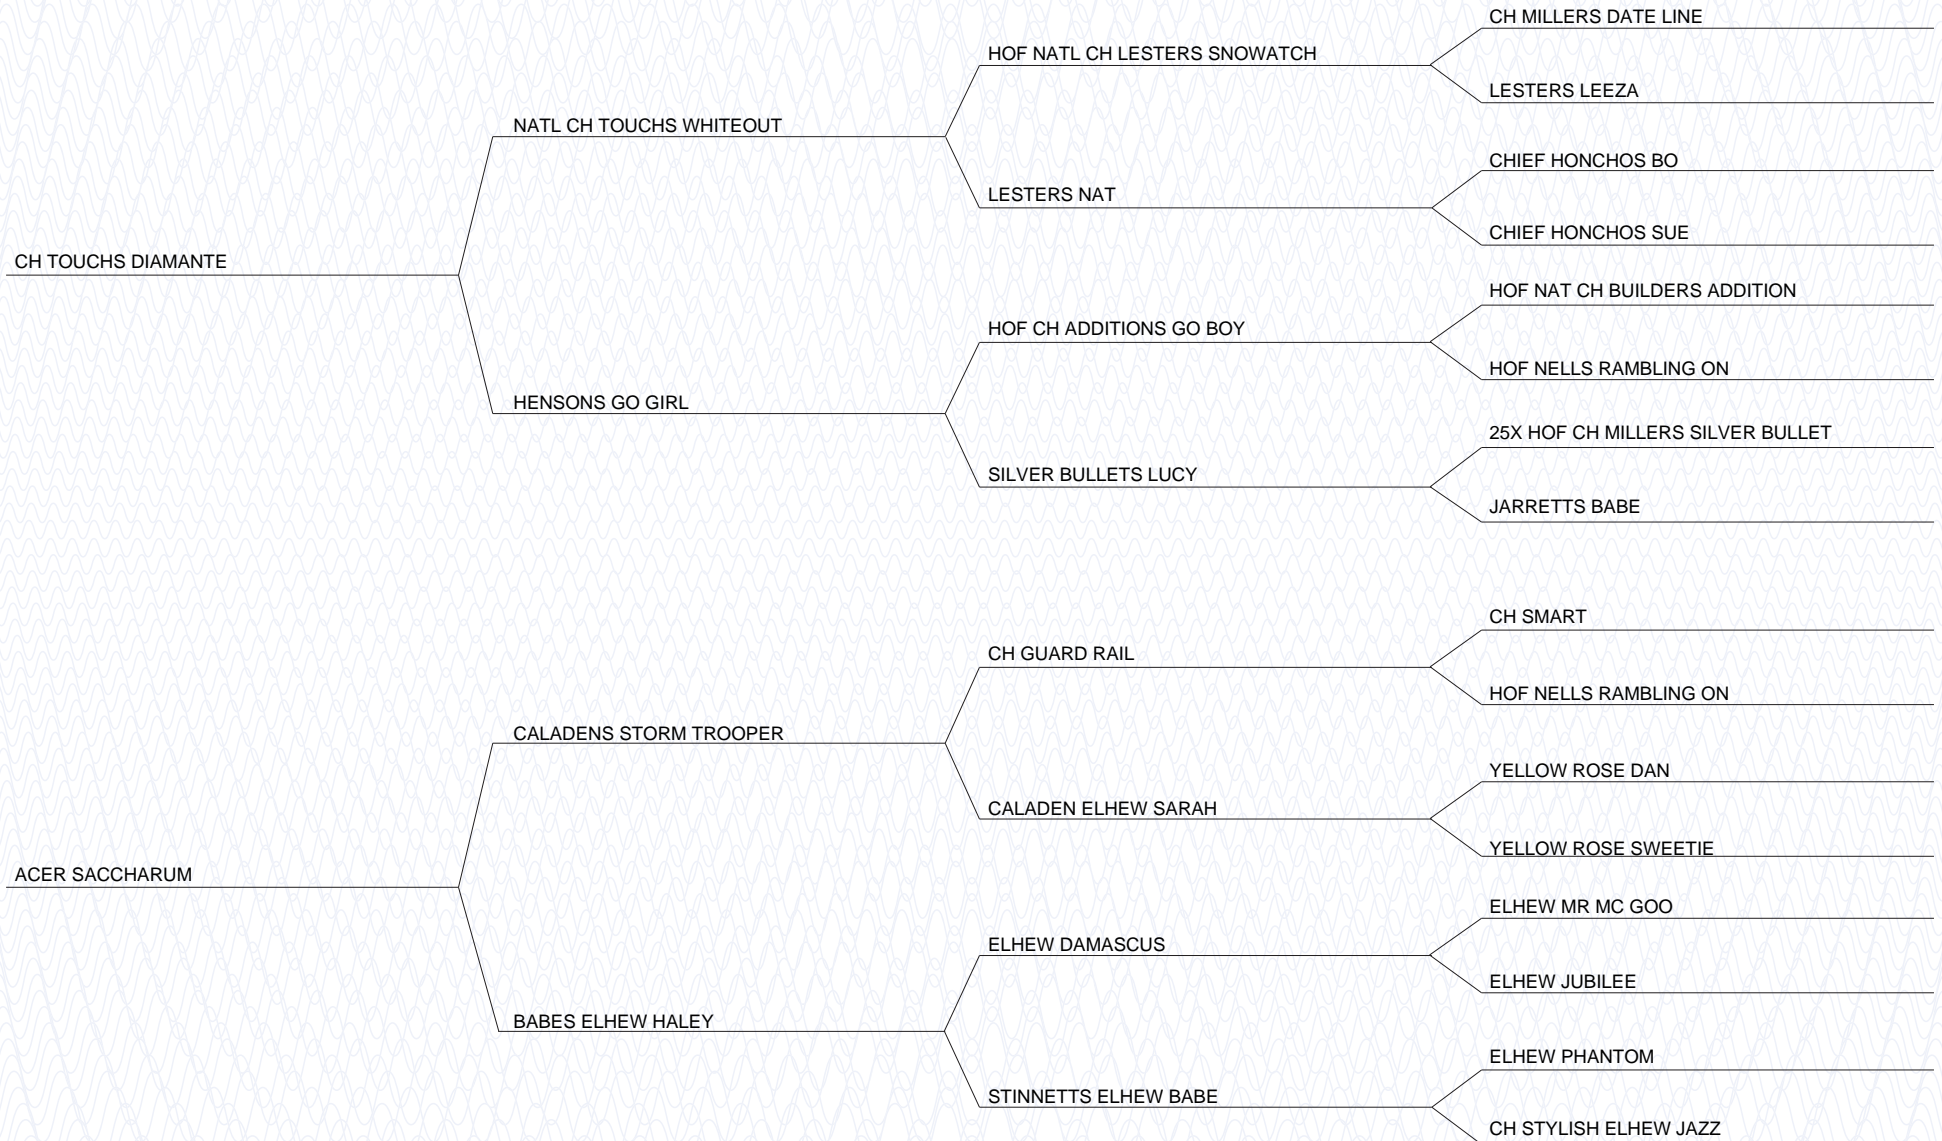 CH MILLERS DATE LINE
HOF NATL CH LESTERS SNOWATCH
LESTERS LEEZA
NATL CH TOUCHS WHITEOUT
CHIEF HONCHOS BO
LESTERS NAT
CHIEF HONCHOS SUE
CH TOUCHS DIAMANTE
HOF NAT CH BUILDERS ADDITION
HOF CH ADDITIONS GO BOY
HOF NELLS RAMBLING ON
HENSONS GO GIRL
25X HOF CH MILLERS SILVER BULLET
SILVER BULLETS LUCY
JARRETTS BABE
CH SMART
CH GUARD RAIL
HOF NELLS RAMBLING ON
CALADENS STORM TROOPER
YELLOW ROSE DAN
CALADEN ELHEW SARAH
YELLOW ROSE SWEETIE
ACER SACCHARUM
ELHEW MR MC GOO
ELHEW DAMASCUS
ELHEW JUBILEE
BABES ELHEW HALEY
ELHEW PHANTOM
STINNETTS ELHEW BABE
CH STYLISH ELHEW JAZZ